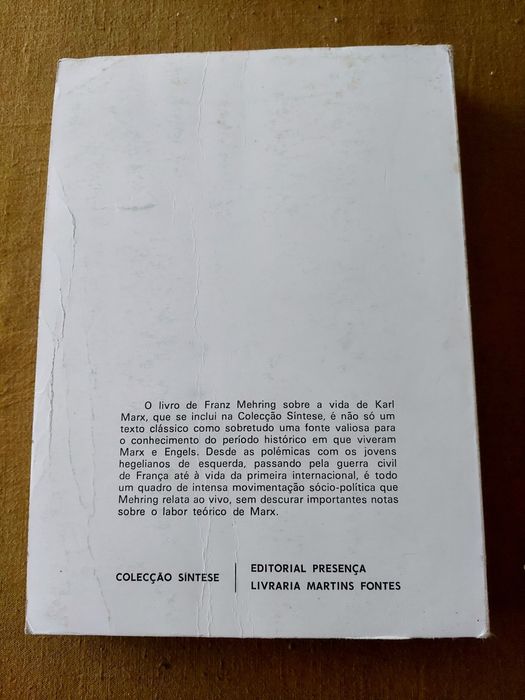 O livro de Franz Mehring sobre a vida de Karl
Marx, que se inclui na Colecção Síntese, é não só um
texto clássico como sobretudo uma fonte valiosa para
o conhecimento do período histórico em que viveram
Marx e Engels. Desde as polémicas com os jovens
hegelianos de esquerda, passando pela guerra civil
de França até à vida da primeira internacional, é todo
um quadro de intensa movimentação sócio-política que
Mehring relata ao vivo, sem descurar importantes notas
sobre o labor teórico de Marx.
COLECÇÃO SÍNTESE
EDITORIAL PRESENÇA
LIVRARIA MARTINS FONTES